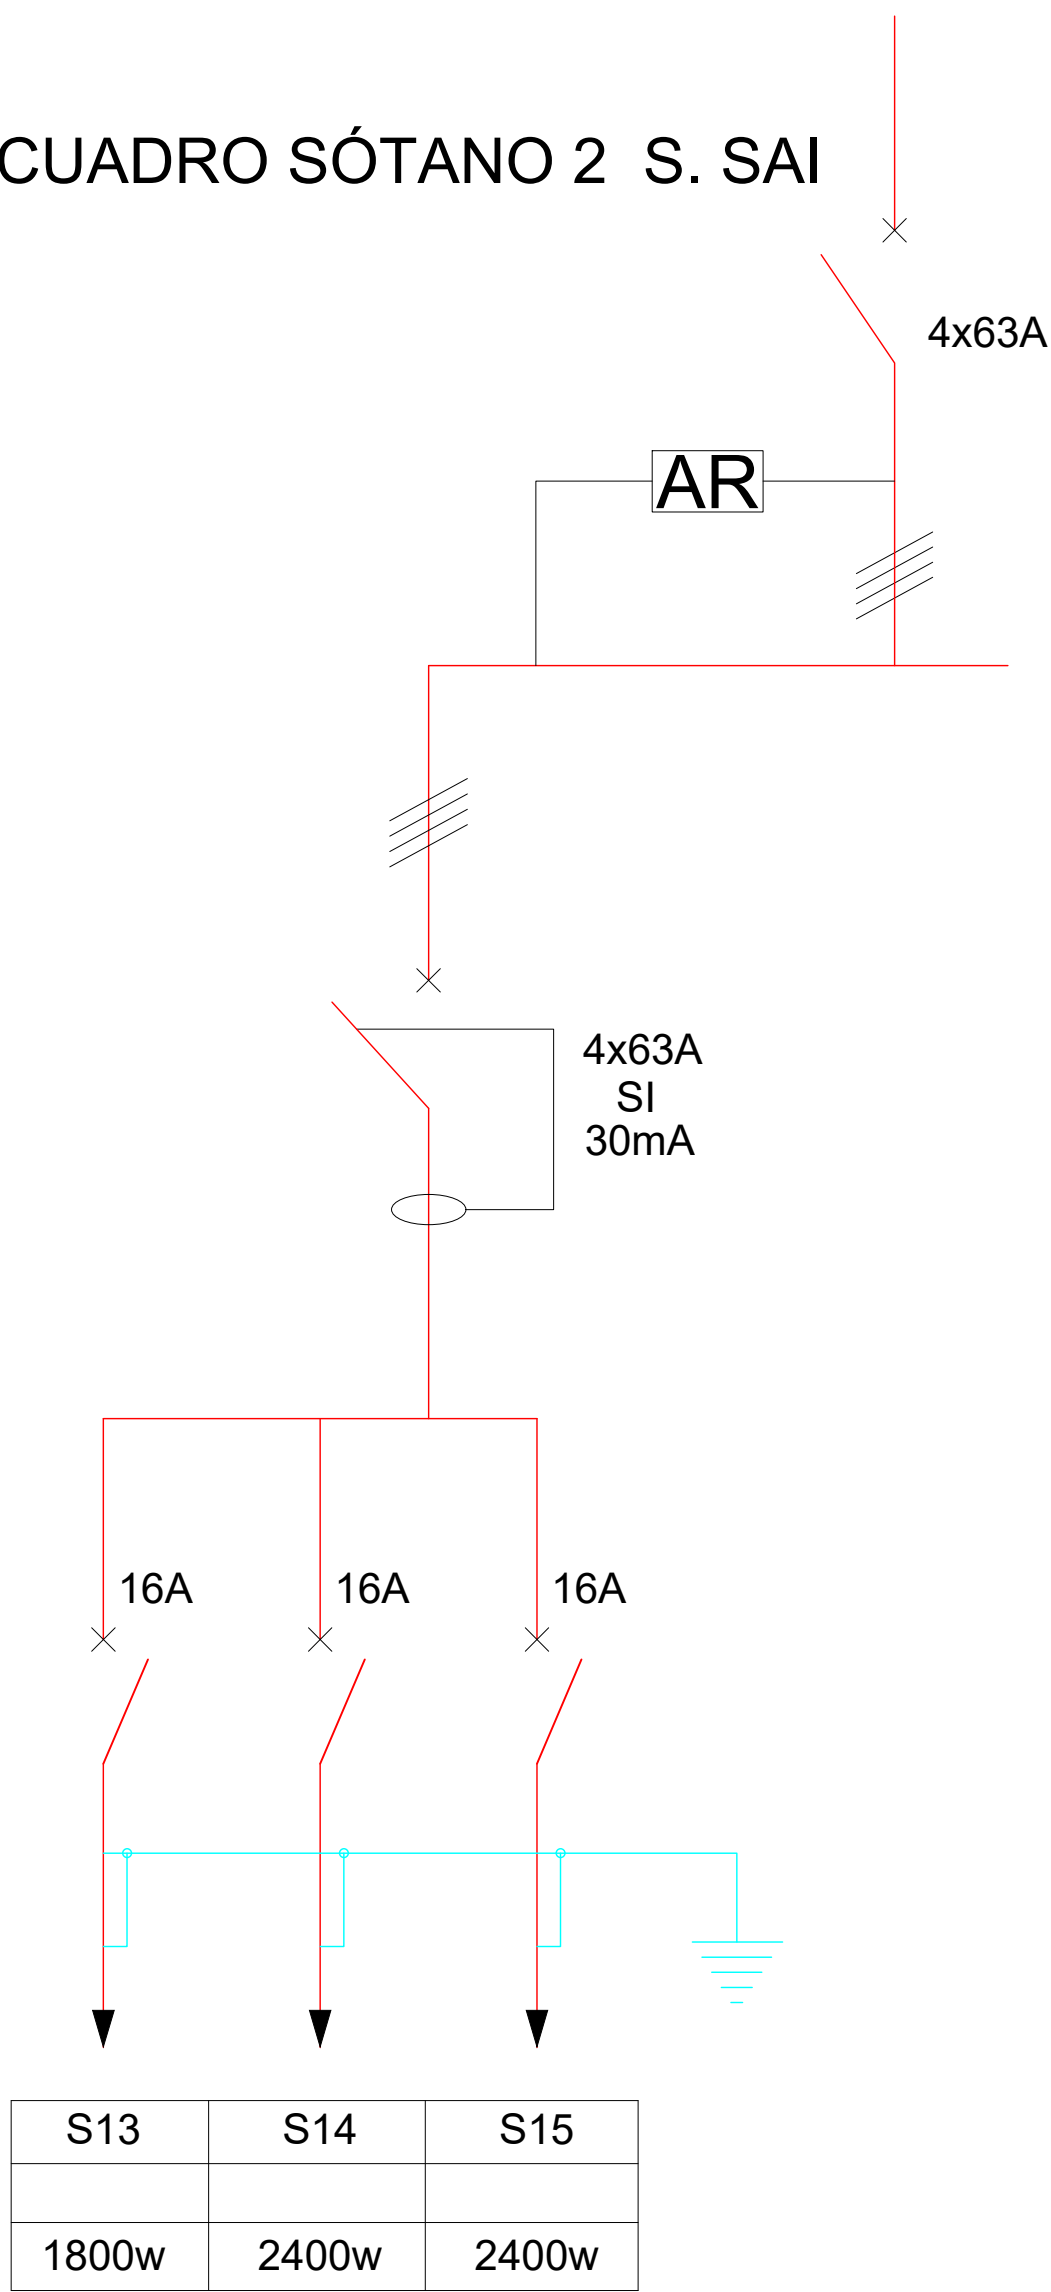 CUADRO SÓTANO 2  S. SAI
4x63A
AR
4x63A
SI
30mA
16A 16A 16A
S13 S14 S15
1800w 2400w 2400w